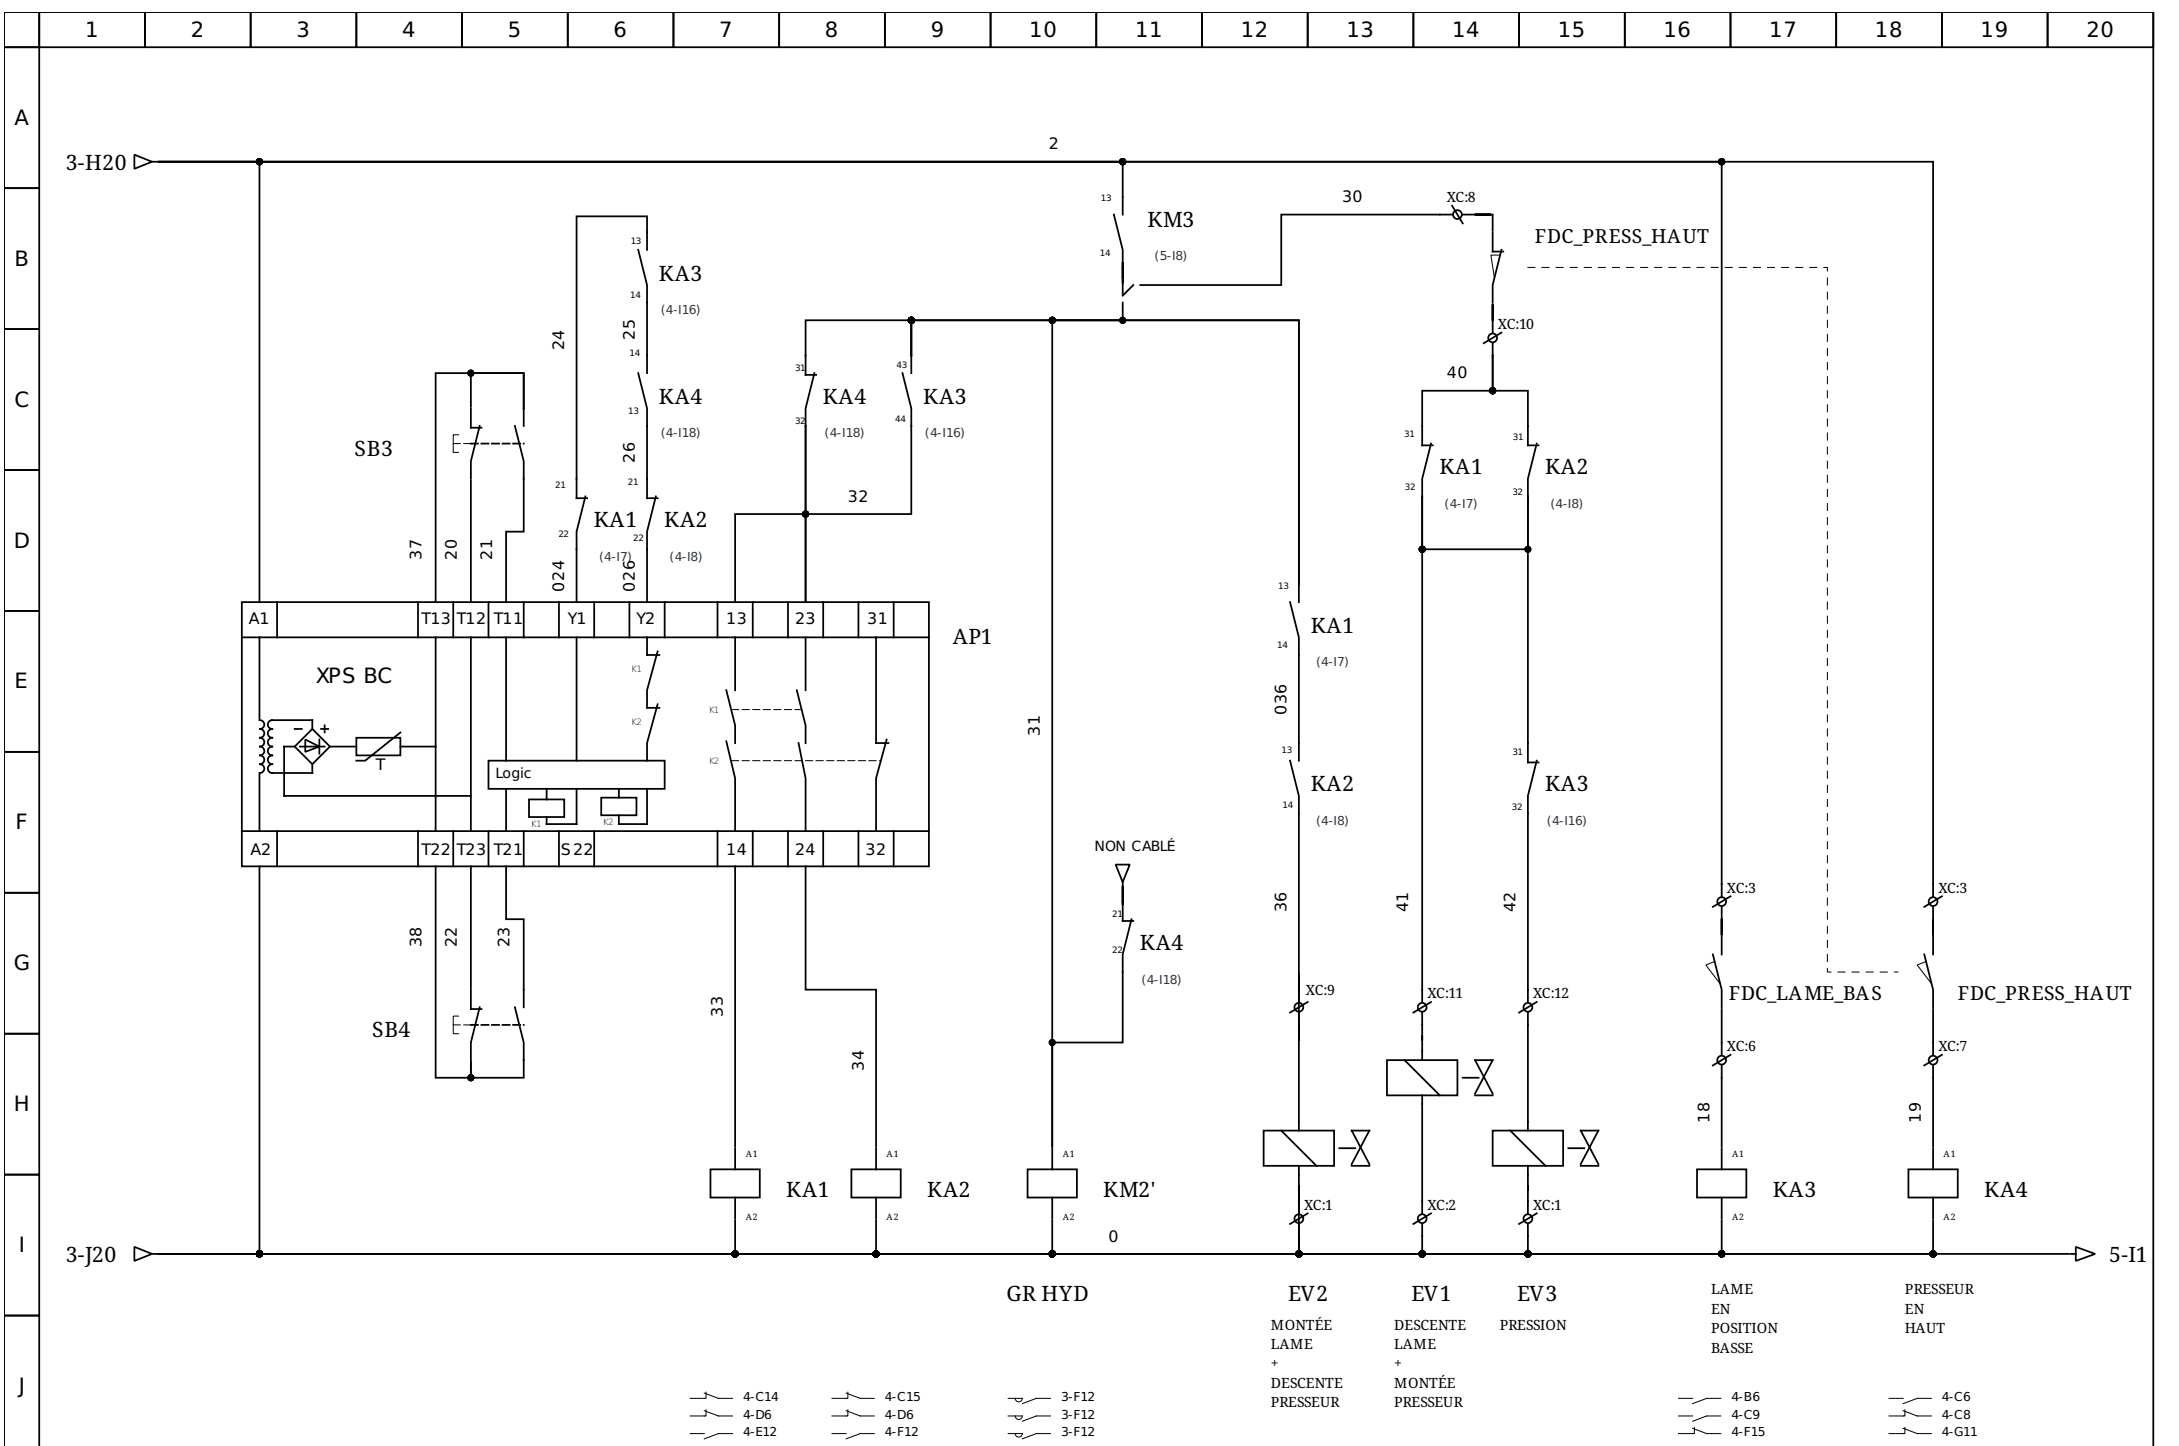 1 2 3 4 5 6 7 8 9 10 11 12 13 14 15 16 17 18 19 20
A
2
3-H20
13
30
XC:8
KM3
FDC_PRESS_HAUT
13
B
14
(5-I8)
KA3
14
(4-I16)
XC:10
24
25
14
31
43
40
C
KA4
KA4
KA3
13
32
44
(4-I18)
(4-I18)
(4-I16)
SB3
31
31
26
KA1
KA2
21
21
32
32
32
(4-I7)
(4-I8)
KA1
KA2
22
22
D
37
20
21
(4-I7)
(4-I8)
024
026
13
A1
T13
T12
T11
Y1
Y2
13
23
31
KA1
AP1
14
(4-I7)
K1
XPS BC
E
036
K1
K2
31
- +
13
K2
T
Logic
KA2
KA3
14
32
F
K1
K2
(4-I8)
(4-I16)
A2
T22
T23
T21
S22
14
24
32
NON CABLÉ
XC:3
XC:3
36
41
42
21
38
22
23
KA4
22
G
(4-I18)
XC:9
XC:11
XC:12
FDC_LAME_BAS
FDC_PRESS_HAUT
33
31
SB4
XC:6
XC:7
34
H
18
19
A1
A1
A1
A1
A1
KA1
KA2
KM2'
KA3
KA4
XC:1
XC:2
XC:1
A2
A2
A2
A2
A2
0
I
3-J20
5-I1
GR HYD
EV2
EV1
EV3
LAME
EN
POSITION
BASSE
PRESSEUR
EN
HAUT
MONTÉE
LAME
+
DESCENTE
PRESSEUR
DESCENTE
LAME
+
MONTÉE
PRESSEUR
PRESSION
J
4-C14
4-D6
4-E12
4-C15
4-D6
4-F12
3-F12
3-F12
3-F12
4-B6
4-C9
4-F15
4-C6
4-C8
4-G11